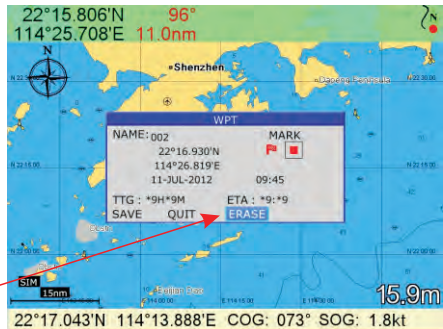 22°15.806'N 96°
114°25.708'E 11.0nm
N
Shenzhen
WPT
NAME: 002 MARK
22°16.930'N
114°26.819'E
11-JUL-2012 09:45
TTG : *9H*9M ETA : *9:*9
SAVE QUIT ERASE
SIM
15nm
15.9m
22°17.043'N 114°13.888'E COG: 073° SOG: 1.8kt